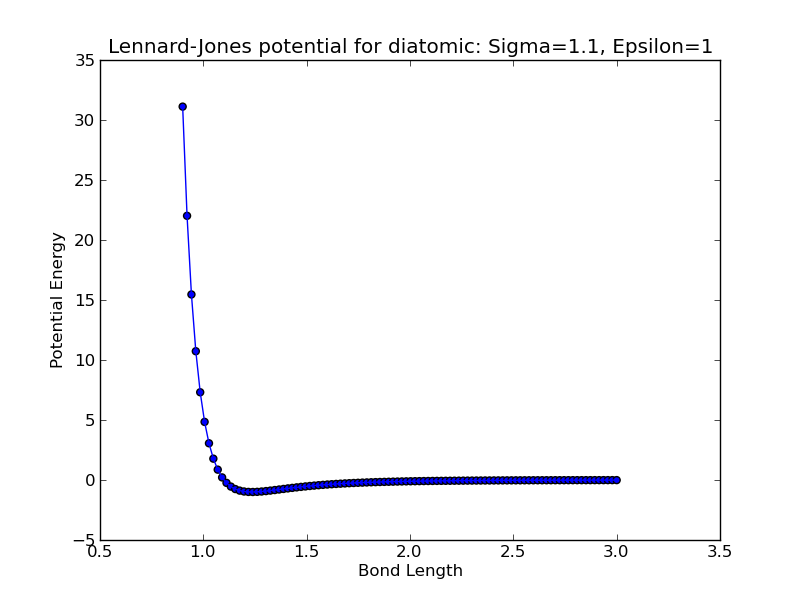 Lennard-Jones potential for diatomic: Sigma=1.1, Epsilon=1
35
30
25
20
15
10
5
0
−5
Potential Energy
0.5 1.0 1.5 2.0 2.5 3.0 3.5
Bond Length